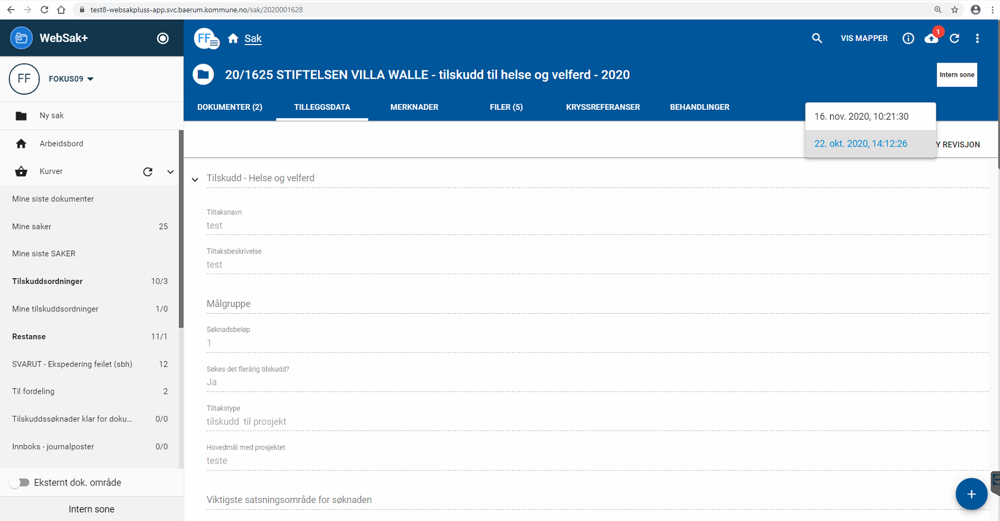 test8-websakpluss-app.svc.baerum.kommune.no/sak/2020001628
WebSak+
FF
Sak
VIS MAPPER
1
FF
FOKUS09
20/1625 STIFTELSEN VILLA WALLE - tilskudd til helse og velferd - 2020
Intern sone
DOKUMENTER (2)
TILLEGGSDATA
MERKNADER
FILER (5)
KRYSSREFERANSER
BEHANDLINGER
16. nov. 2020, 10:21:30
22. okt. 2020, 14:12:26
Y REVISJON
Ny sak
Arbeidsbord
Kurver
Mine siste dokumenter
Mine saker 25
Mine siste SAKER
Tilskuddsordninger 10/3
Mine tilskuddsordninger 1/0
Restanse 11/1
SVARUT - Ekspedering feilet (sbh) 12
Til fordeling 2
Tilskuddssøknader klar for doku... 0/0
Innboks - journalposter 0/0
Eksternt dok. område
Intern sone
Tilskudd - Helse og velferd
Tiltaksnavn
test
Tiltaksbeskrivelse
test
Målgruppe
Søknadsbeløp
1
Søkes det flerårig tilskudd?
Ja
Tiltakstype
tilskudd  til prosjekt
Hovedmål med prosjektet
teste
Viktigste satsningsområde for søknaden